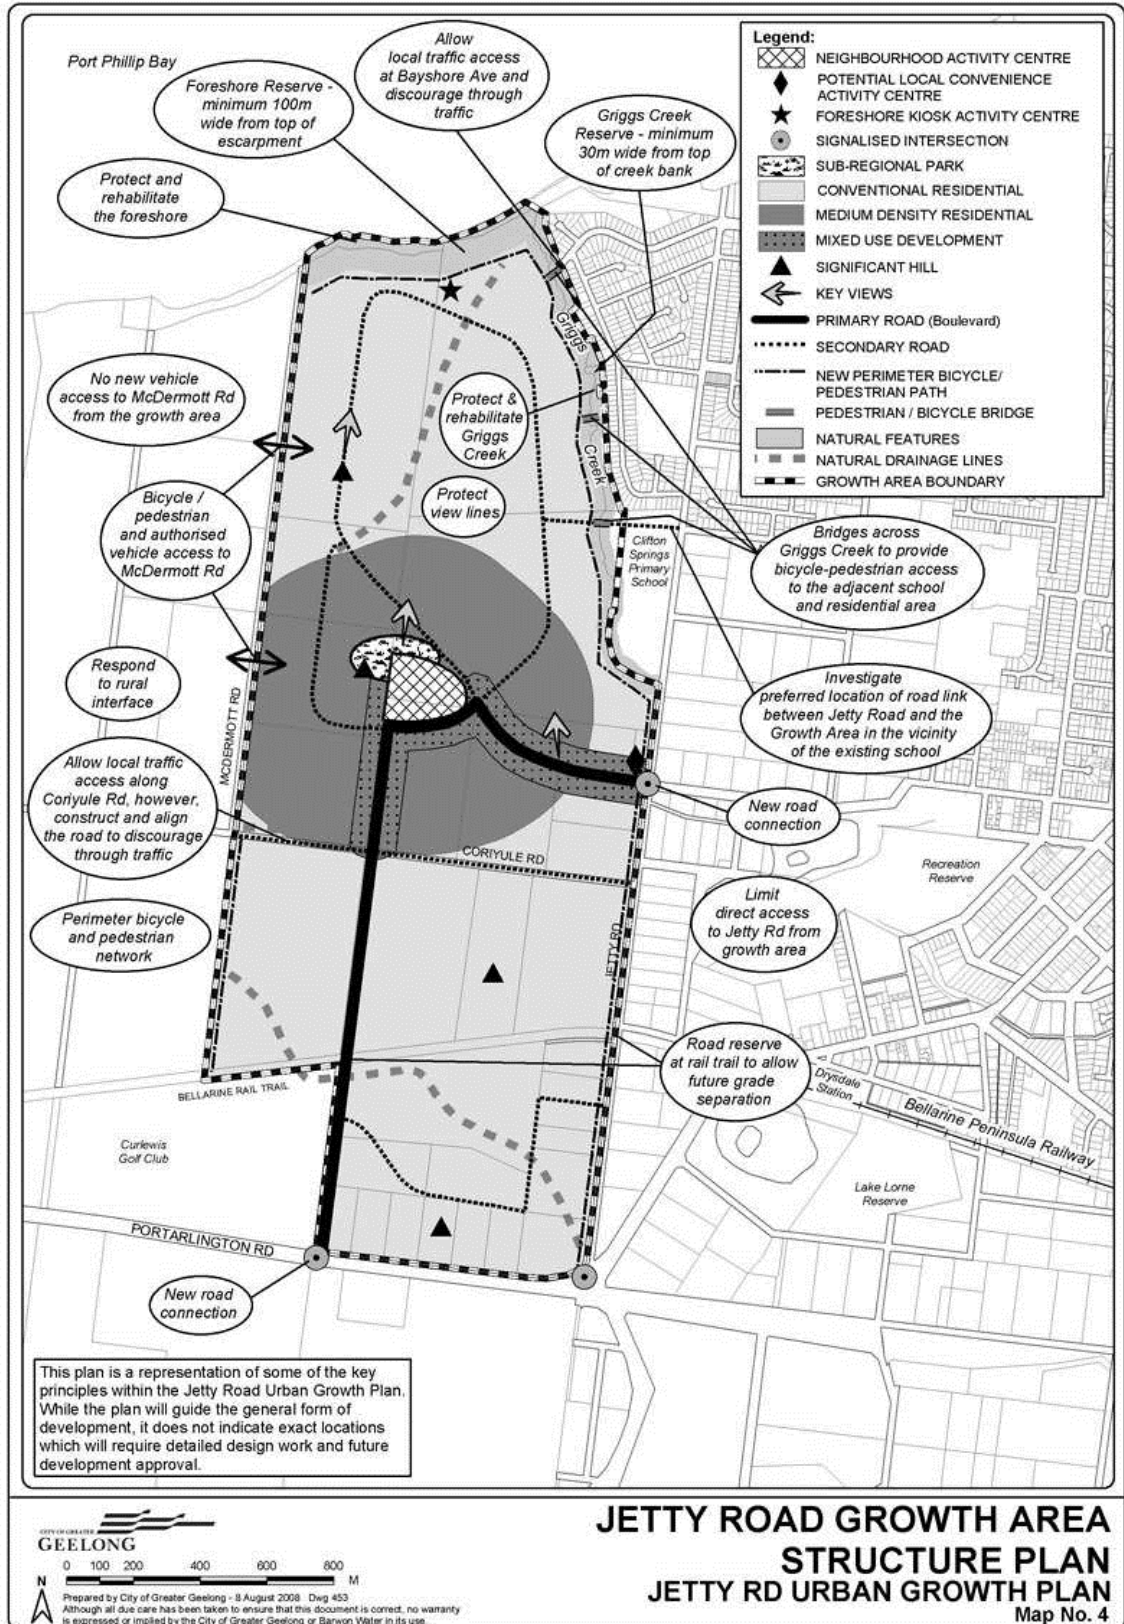 Port Phillip Bay
Foreshore Reserve -
minimum 100m
wide from top of
escarpment
Allow
local traffic access
at Bayshore Ave and
discourage through
traffic
Griggs Creek
Reserve - minimum
30m wide from top
of creek bank
Protect and
rehabilitate
the foreshore
Legend:
NEIGHBOURHOOD ACTIVITY CENTRE
POTENTIAL LOCAL CONVENIENCE
ACTIVITY CENTRE
FORESHORE KIOSK ACTIVITY CENTRE
SIGNALISED INTERSECTION
SUB-REGIONAL PARK
CONVENTIONAL RESIDENTIAL
MEDIUM DENSITY RESIDENTIAL
MIXED USE DEVELOPMENT
SIGNIFICANT HILL
KEY VIEWS
PRIMARY ROAD (Boulevard)
SECONDARY ROAD
NEW PERIMETER BICYCLE/
PEDESTRIAN PATH
PEDESTRIAN / BICYCLE BRIDGE
NATURAL FEATURES
NATURAL DRAINAGE LINES
GROWTH AREA BOUNDARY
Griggs
Creek
No new vehicle
access to McDermott Rd
from the growth area
Protect &
rehabilitate
Griggs
Creek
Protect
view lines
Bicycle /
pedestrian
and authorised
vehicle access to
McDermott Rd
Clifton
Springs
Primary
School
Bridges across
Griggs Creek to provide
bicycle-pedestrian access
to the adjacent school
and residential area
Respond
to rural
interface
MCDERMOTT RD
Investigate
preferred location of road link
between Jetty Road and the
Growth Area in the vicinity
of the existing school
Allow local traffic
access along
Coriyule Rd, however,
construct and align
the road to discourage
through traffic
New road
connection
CORIYULE RD
Recreation
Reserve
Perimeter bicycle
and pedestrian
network
Limit
direct access
to Jetty Rd from
growth area
JETTY RD
Road reserve
at rail trail to allow
future grade
separation
Drysdale
Station
Bellarine Peninsula Railway
BELLARINE RAIL TRAIL
Curlewis
Golf Club
Lake Lorne
Reserve
PORTARLINGTON RD
New road
connection
This plan is a representation of some of the key
principles within the Jetty Road Urban Growth Plan.
While the plan will guide the general form of
development, it does not indicate exact locations
which will require detailed design work and future
development approval.
CITY OF GREATER
GEELONG
0 100 200 400 600 800
M
N
Prepared by City of Greater Geelong - 8 August 2008 Dwg 453
Although all due care has been taken to ensure that this document is correct, no warranty
is expressed or implied by the City of Greater Geelong or Barwon Water in its use.
JETTY ROAD GROWTH AREA
STRUCTURE PLAN
JETTY RD URBAN GROWTH PLAN
Map No. 4